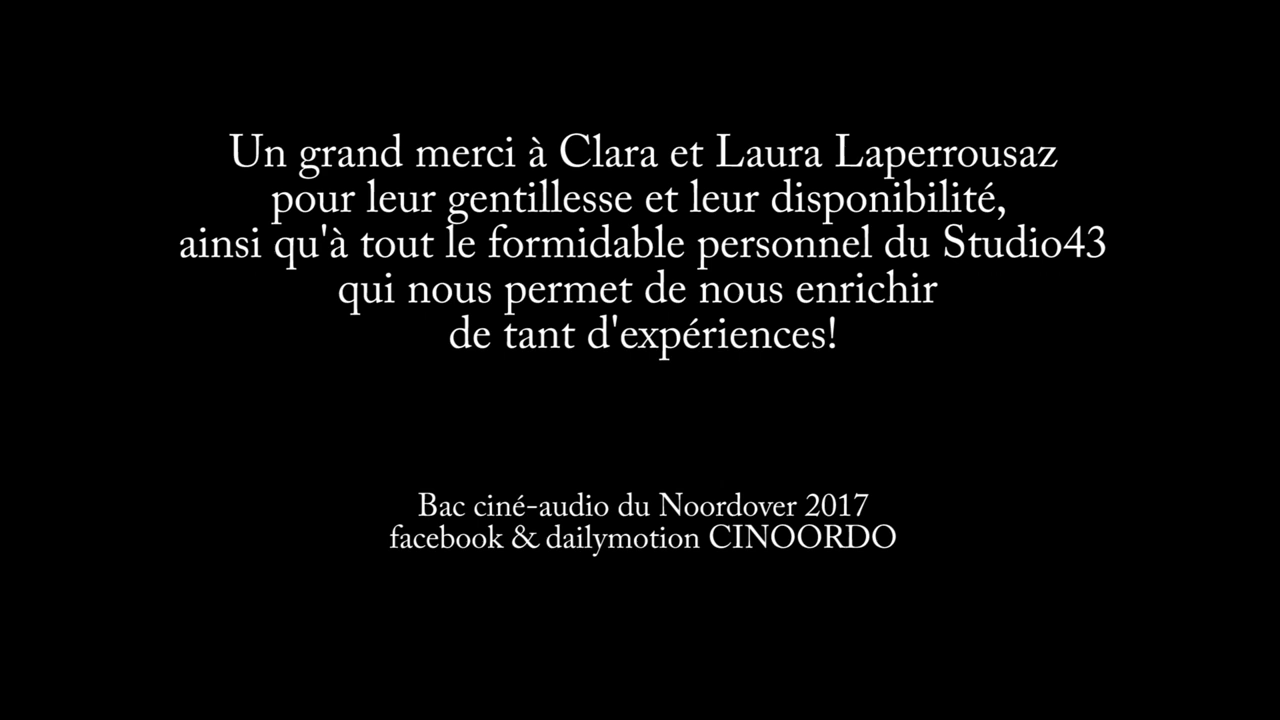 Un grand merci à Clara et Laura Laperrousaz
pour leur gentillesse et leur disponibilité,
ainsi qu'à tout le formidable personnel du Studio43
qui nous permet de nous enrichir
de tant d'expériences!
Bac ciné-audio du Noordover 2017
facebook & dailymotion CINOORDO